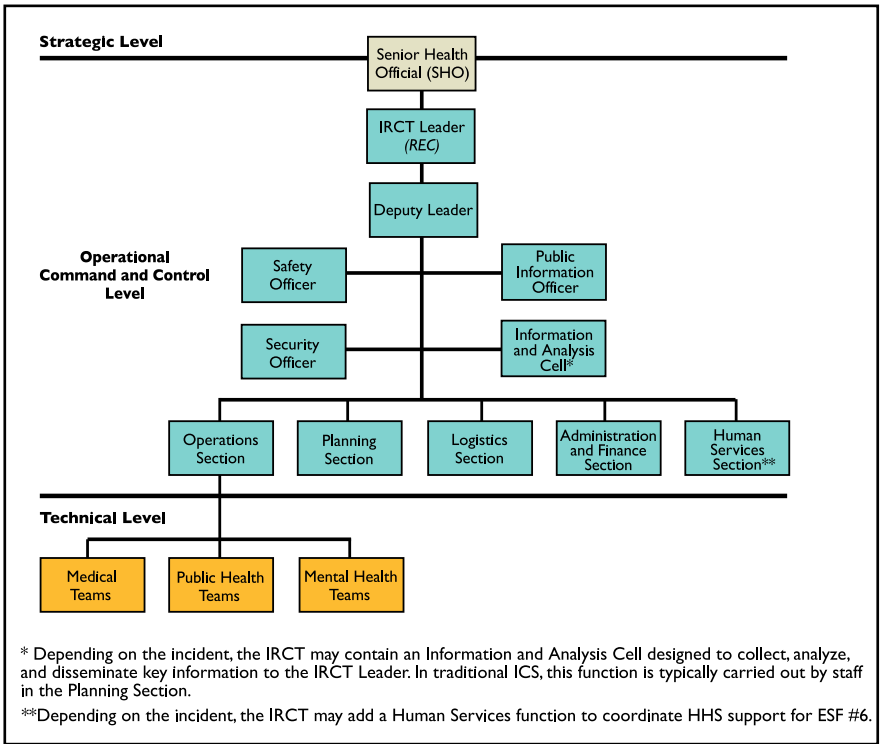 Strategic Level
Senior Health
Official (SHO)
IRCT Leader
(REC)
Deputy Leader
Operational
Command and Control
Level
Safety
Officer
Public
Information
Officer
Security
Officer
Information
and Analysis
Cell*
Operations
Section
Planning
Section
Logistics
Section
Administration
and Finance
Section
Human
Services
Section**
Technical Level
Medical
Teams
Public Health
Teams
Mental Health
Teams
* Depending on the incident, the IRCT may contain an Information and Analysis Cell designed to collect, analyze,
and disseminate key information to the IRCT Leader. In traditional ICS, this function is typically carried out by staff
in the Planning Section.
**Depending on the incident, the IRCT may add a Human Services function to coordinate HHS support for ESF #6.